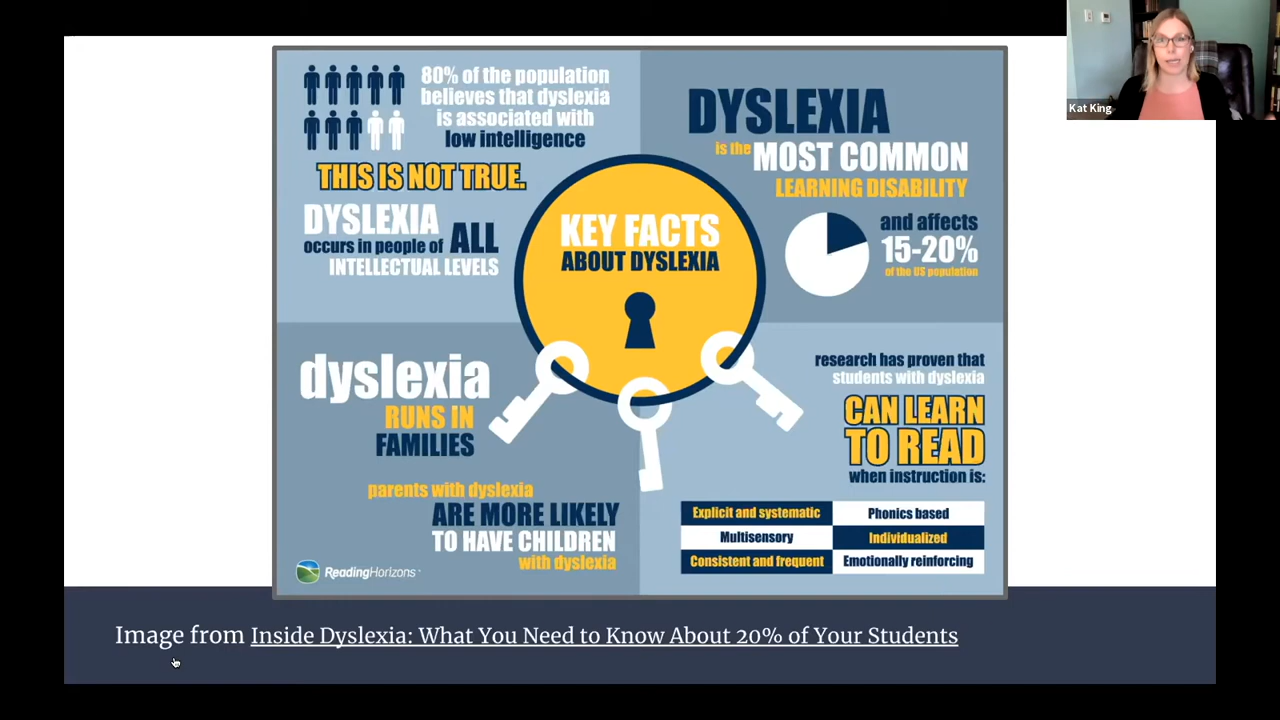 Kat King
80% of the population
believes that dyslexia
is associated with
low intelligence
THIS IS NOT TRUE.
DYSLEXIA
occurs in people of ALL
INTELLECTUAL LEVELS
KEY FACTS
ABOUT DYSLEXIA
DYSLEXIA
is the MOST COMMON
LEARNING DISABILITY
and affects
15-20%
of the US population
dyslexia
RUNS IN
FAMILIES
parents with dyslexia
ARE MORE LIKELY
TO HAVE CHILDREN
with dyslexia
ReadingHorizons
research has proven that
students with dyslexia
CAN LEARN
TO READ
when instruction is:
Explicit and systematic
Phonics based
Multisensory
Individualized
Consistent and frequent
Emotionally reinforcing
Image from Inside Dyslexia: What You Need to Know About 20% of Your Students